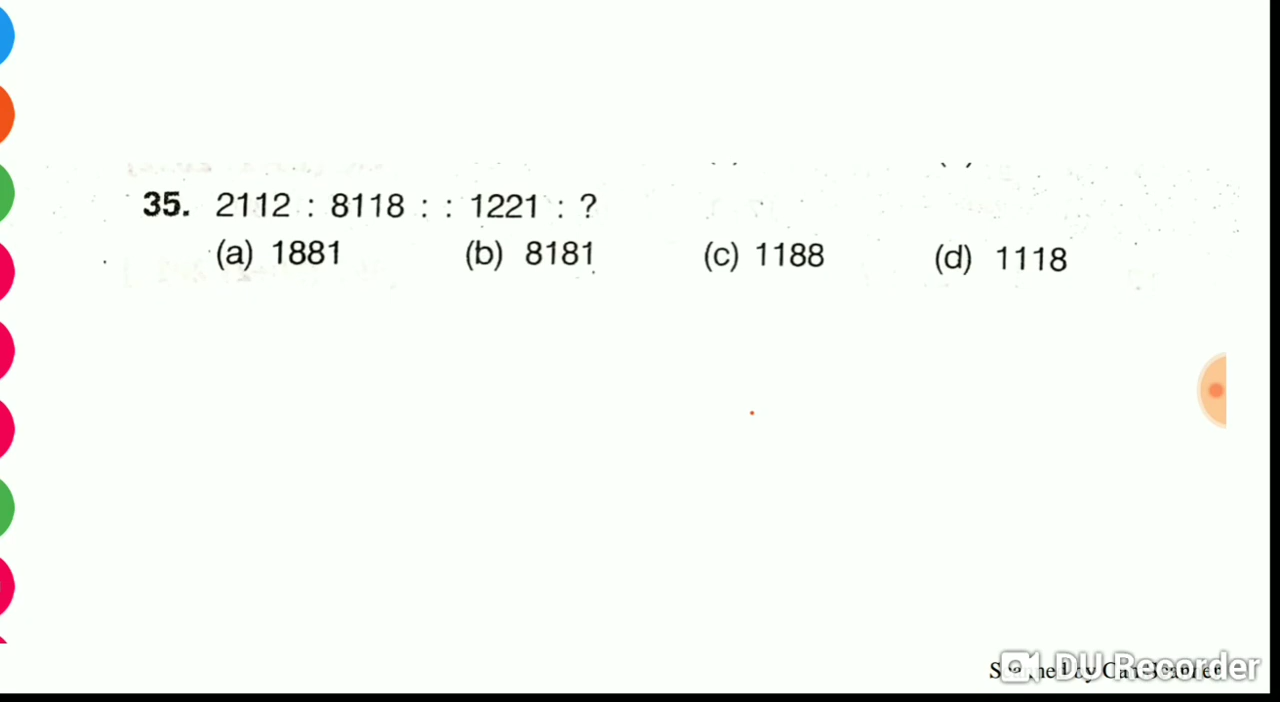 35. 2112 : 8118 : : 1221 : ?
(a) 1881 (b) 8181 (c) 1188 (d) 1118
DU Recorder